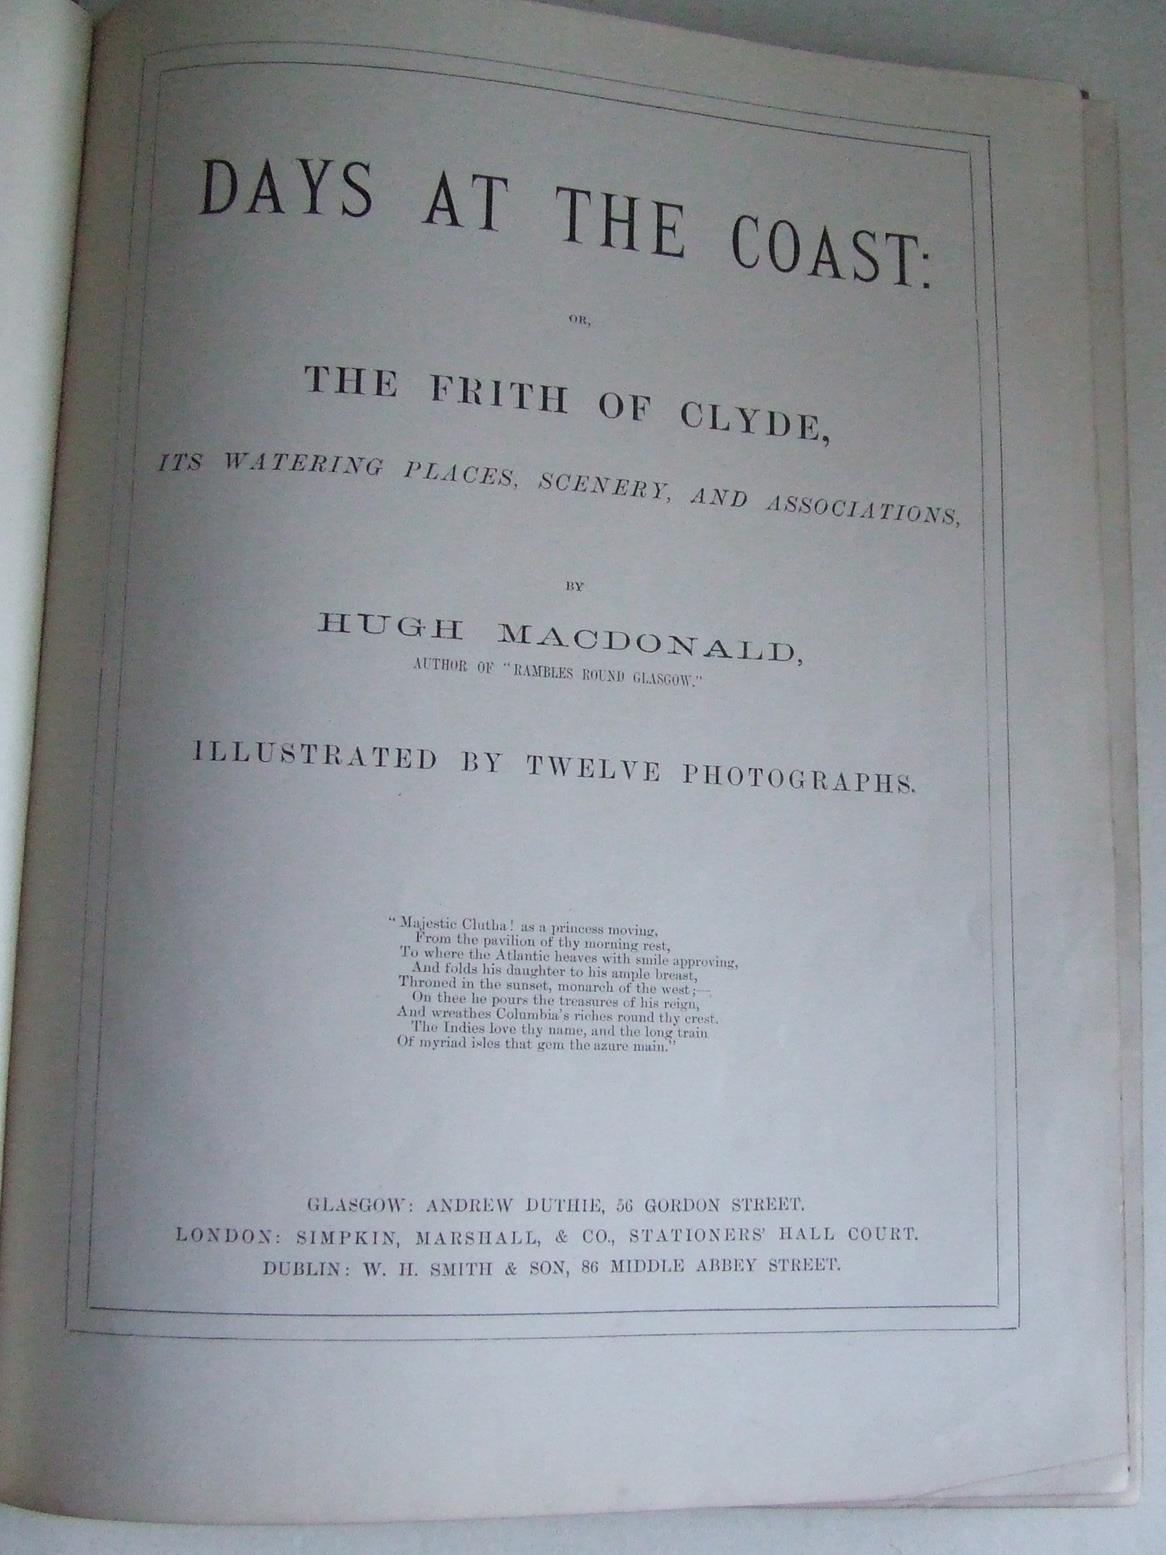 DAYS AT THE COAST:
OR,
THE FRITH OF CLYDE,
ITS WATERING PLACES, SCENERY, AND ASSOCIATIONS,
BY
HUGH MACDONALD,
AUTHOR OF "RAMBLES ROUND GLASGOW."
ILLUSTRATED BY TWELVE PHOTOGRAPHS.
"Majestic Clutha! as a princess moving,
From the pavilion of thy morning rest,
To where the Atlantic heaves with smile approving,
And folds his daughter to his ample breast,
Throned in the sunset, monarch of the west;—
On thee he pours the treasures of his reign,
And wreathes Columbia's riches round thy crest.
The Indies love thy name, and the long train
Of myriad isles that gem the azure main."
GLASGOW: ANDREW DUTHIE, 56 GORDON STREET.
LONDON: SIMPKIN, MARSHALL, & CO., STATIONERS' HALL COURT.
DUBLIN: W. H. SMITH & SON, 86 MIDDLE ABBEY STREET.